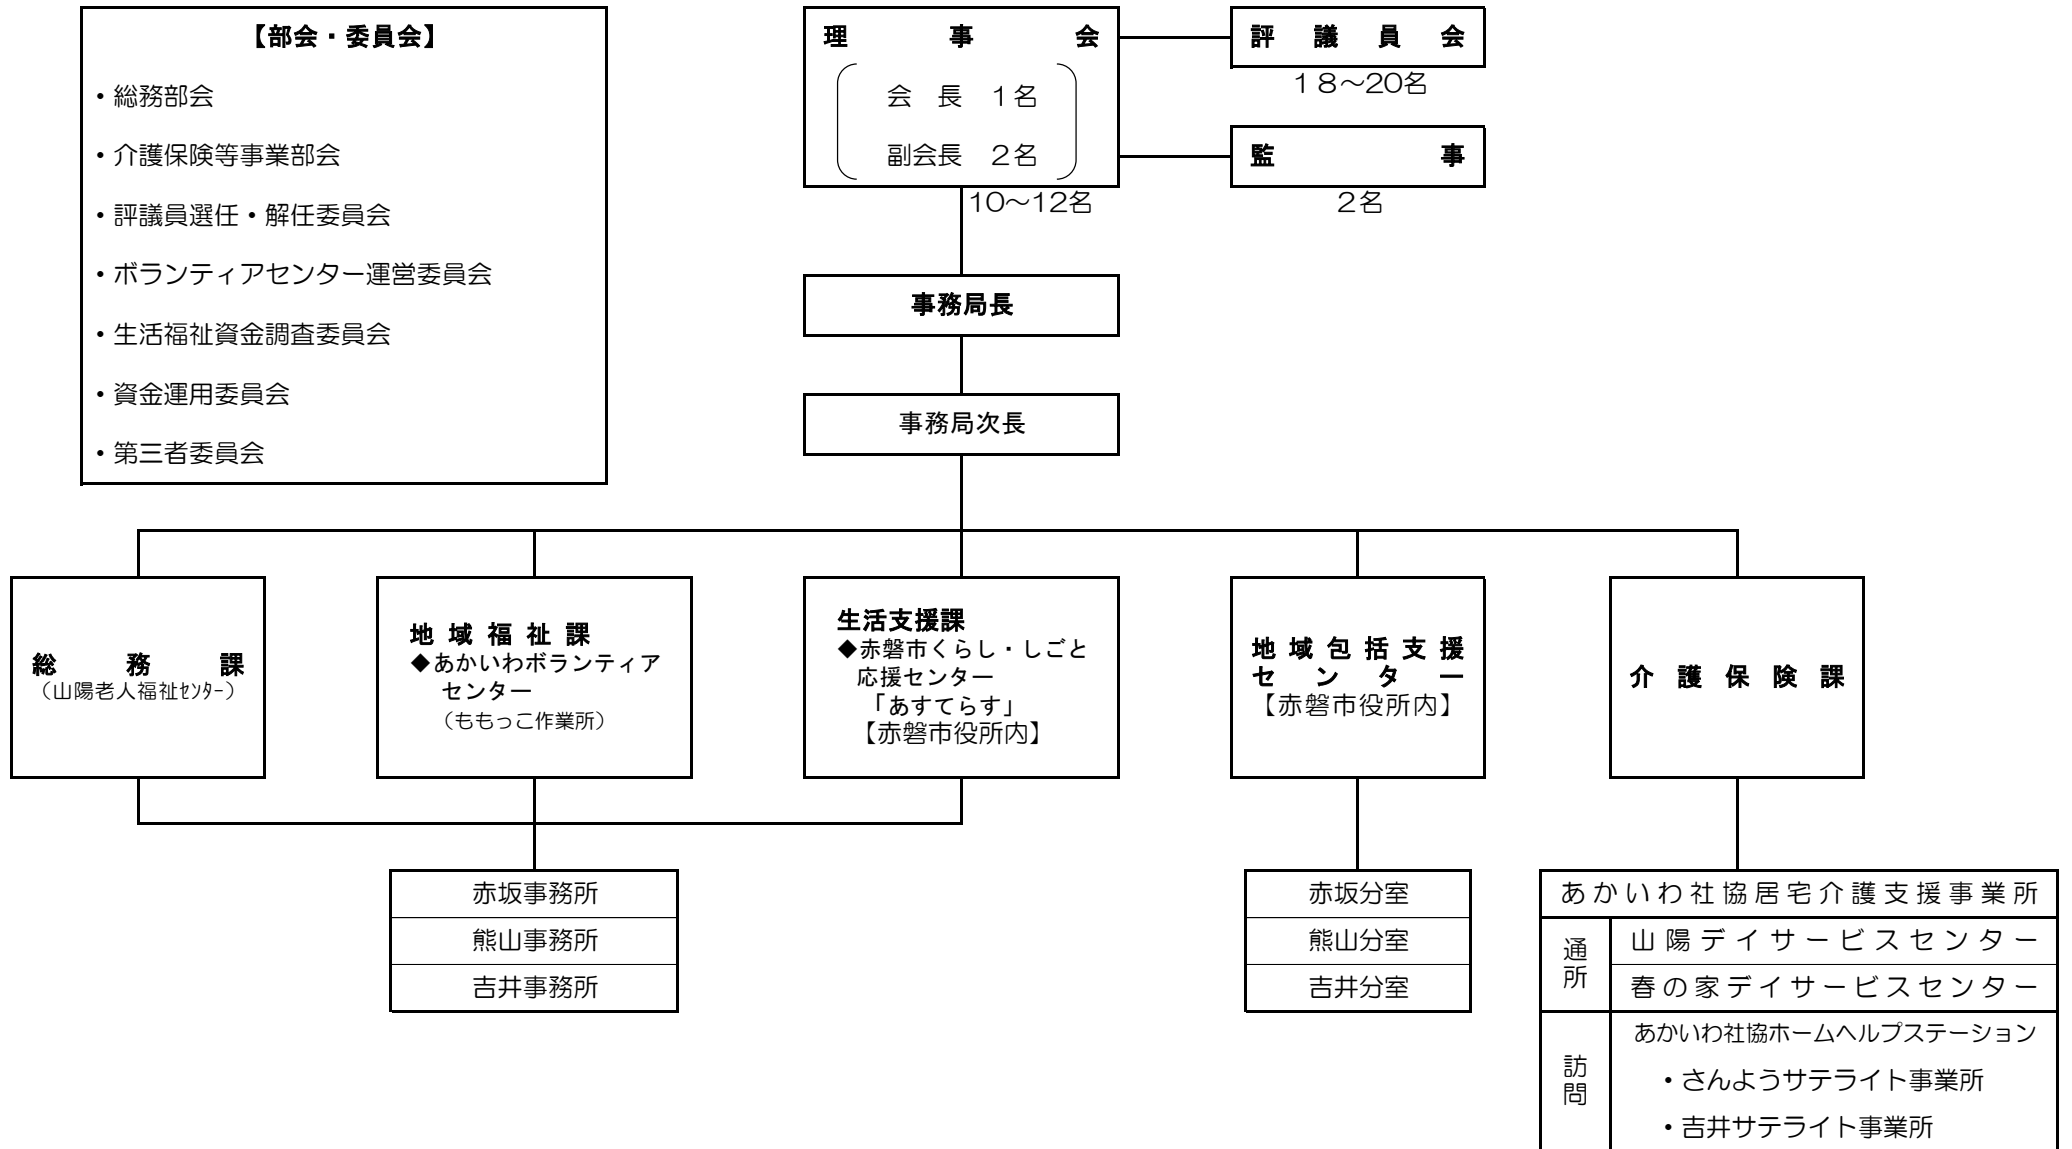 【部会・委員会】
・総務部会
・介護保険等事業部会
・評議員選任・解任委員会
・ボランティアセンター運営委員会
・生活福祉資金調査委員会
・資金運用委員会
・第三者委員会
理事会
会 長 1名
副会長 2名
10～12名
評議員会
18～20名
監事
2名
事務局長
事務局次長
総務課
（山陽老人福祉ｾﾝﾀｰ）
地域福祉課
◆あかいわボランティア
センター
（ももっこ作業所）
生活支援課
◆赤磐市くらし・しごと
応援センター
「あすてらす」
【赤磐市役所内】
地域包括支援
センター
【赤磐市役所内】
介護保険課
赤坂事務所
熊山事務所
吉井事務所
赤坂分室
熊山分室
吉井分室
あかいわ社協居宅介護支援事業所
通所
山陽デイサービスセンター
春の家デイサービスセンター
訪問
あかいわ社協ホームヘルプステーション
・さんようサテライト事業所
・吉井サテライト事業所